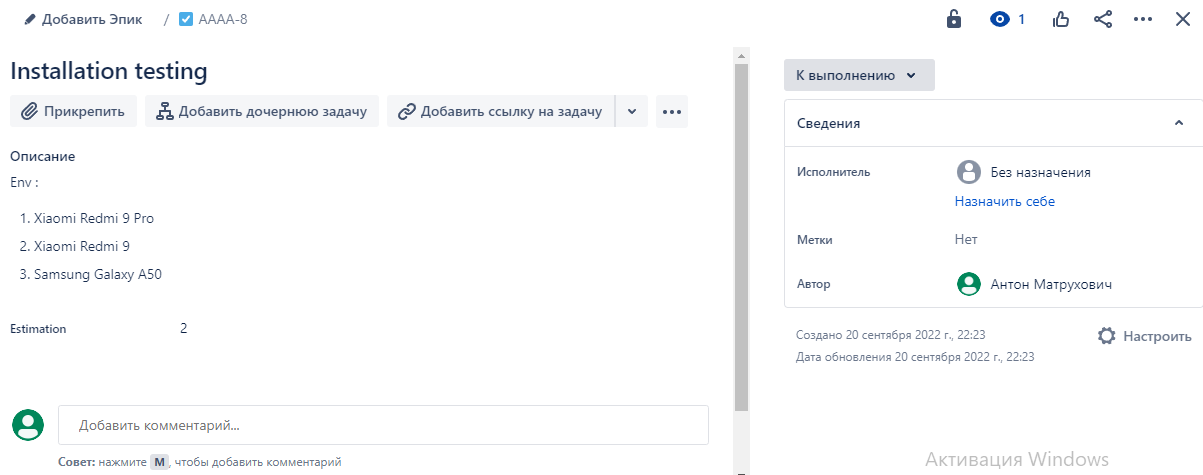 Добавить Эпик / AAAA-8
1
Installation testing
Прикрепить
Добавить дочернюю задачу
Добавить ссылку на задачу
Описание
Env :
1. Xiaomi Redmi 9 Pro
2. Xiaomi Redmi 9
3. Samsung Galaxy A50
Estimation 2
Добавить комментарий...
Совет: нажмите M, чтобы добавить комментарий
К выполнению
Сведения
Исполнитель Без назначения
Назначить себе
Метки Нет
Автор Антон Матрухович
Создано 20 сентября 2022 г., 22:23
Дата обновления 20 сентября 2022 г., 22:23
Настроить
Активация Windows